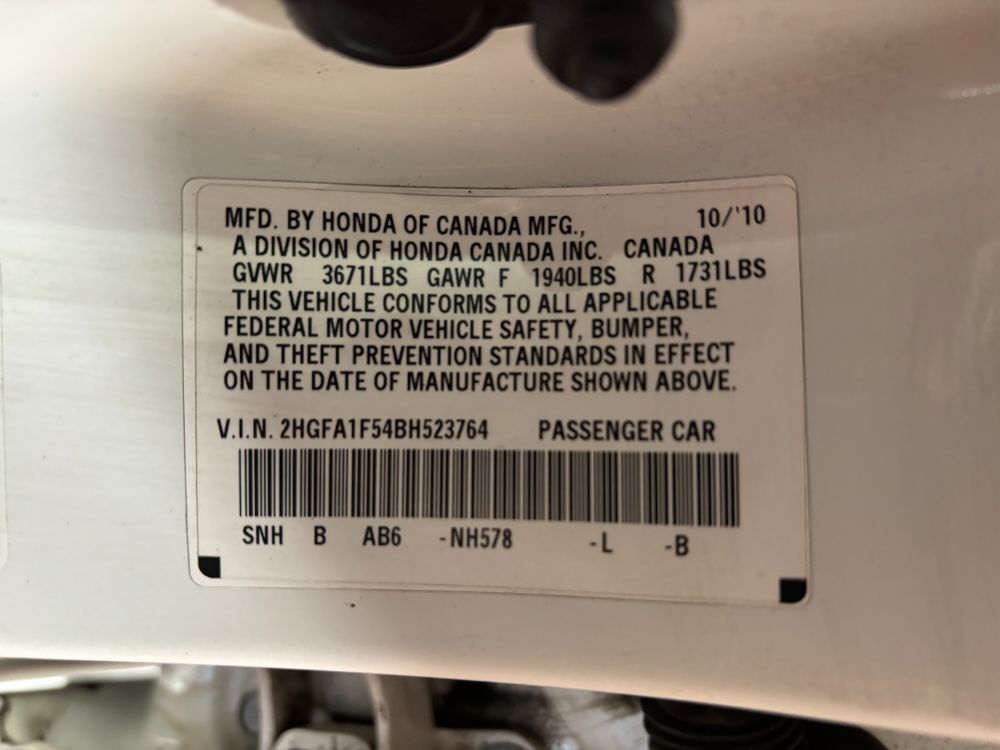 MFD. BY HONDA OF CANADA MFG., 10/'10
A DIVISION OF HONDA CANADA INC. CANADA
GVWR 3671LBS GAWR F 1940LBS R 1731LBS
THIS VEHICLE CONFORMS TO ALL APPLICABLE
FEDERAL MOTOR VEHICLE SAFETY, BUMPER,
AND THEFT PREVENTION STANDARDS IN EFFECT
ON THE DATE OF MANUFACTURE SHOWN ABOVE.
V.I.N. 2HGFA1F54BH523764 PASSENGER CAR
SNH B AB6 -NH578 -L -B